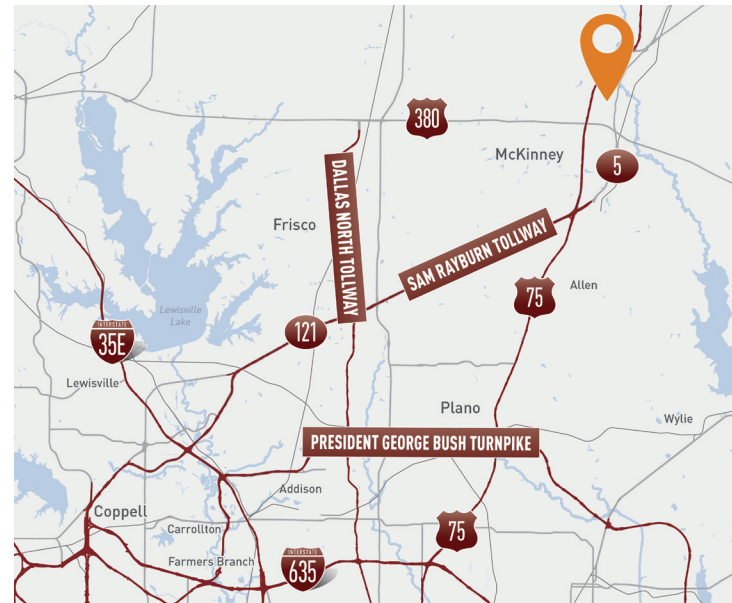 380
McKinney
5
DALLAS NORTH TOLLWAY
Frisco
SAM RAYBURN TOLLWAY
75
Allen
Lewisville
Lake
INTERSTATE
35E
121
Lewisville
Plano
Wylie
PRESIDENT GEORGE BUSH TURNPIKE
Addison
Coppell
Carrollton
75
Farmers Branch
INTERSTATE
635